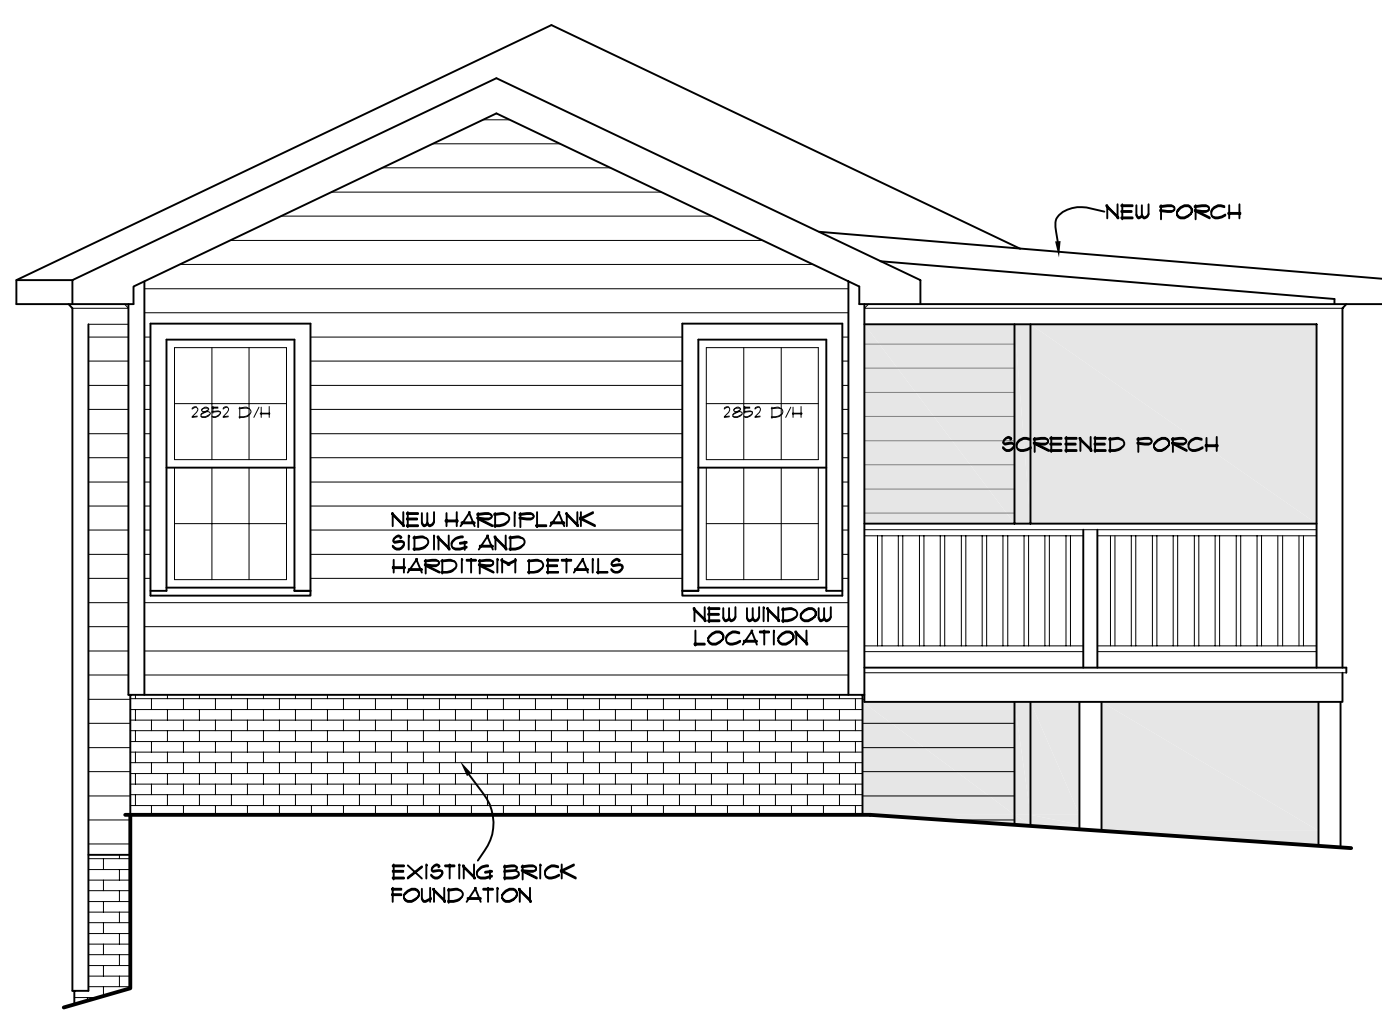 NEW PORCH
2852 D/H
2852 D/H
SCREENED PORCH
NEW HARDIPLANK
SIDING AND
HARDITRIM DETAILS
NEW WINDOW
LOCATION
EXISTING BRICK
FOUNDATION